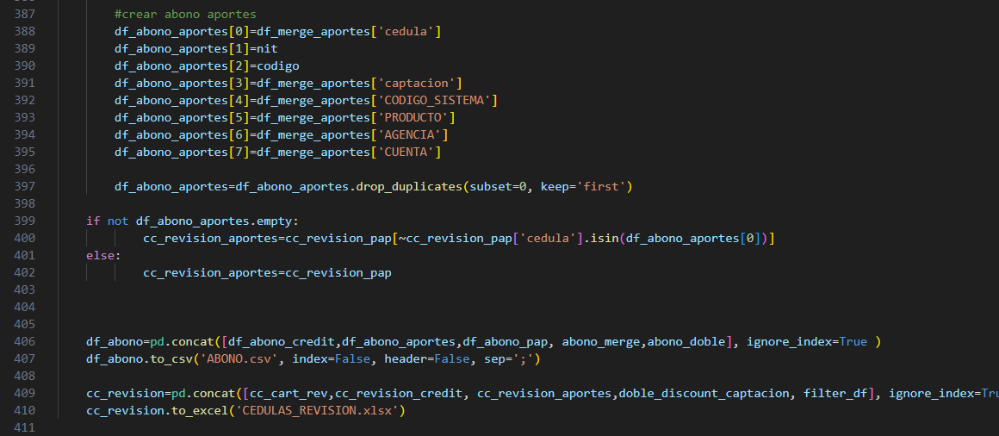 387 #crear abono aportes
388 df_abono_aportes[0]=df_merge_aportes['cedula']
389 df_abono_aportes[1]=nit
390 df_abono_aportes[2]=codigo
391 df_abono_aportes[3]=df_merge_aportes['captacion']
392 df_abono_aportes[4]=df_merge_aportes['CODIGO_SISTEMA']
393 df_abono_aportes[5]=df_merge_aportes['PRODUCTO']
394 df_abono_aportes[6]=df_merge_aportes['AGENCIA']
395 df_abono_aportes[7]=df_merge_aportes['CUENTA']
396
397 df_abono_aportes=df_abono_aportes.drop_duplicates(subset=0, keep='first')
398
399 if not df_abono_aportes.empty:
400 cc_revision_aportes=cc_revision_pap[~cc_revision_pap['cedula'].isin(df_abono_aportes[0])]
401 else:
402 cc_revision_aportes=cc_revision_pap
403
404
405
406 df_abono=pd.concat([df_abono_credit,df_abono_aportes,df_abono_pap, abono_merge,abono_doble], ignore_index=True )
407 df_abono.to_csv('ABONO.csv', index=False, header=False, sep=';')
408
409 cc_revision=pd.concat([cc_cart_rev,cc_revision_credit, cc_revision_aportes,doble_discount_captacion, filter_df], ignore_index=Tru
410 cc_revision.to_excel('CEDULAS_REVISION.xlsx')
411